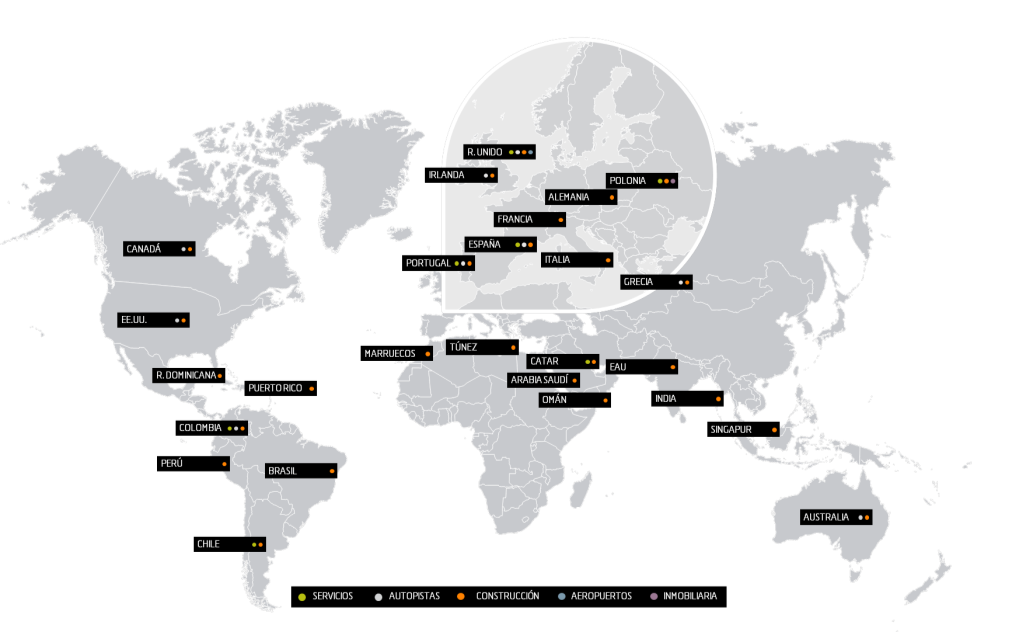 R.UNIDO
IRLANDA
POLONIA
ALEMANIA
FRANCIA
ESPAÑA
CANADÁ
PORTUGAL
ITALIA
GRECIA
EE.UU.
TÚNEZ
MARRUECOS
CATAR
EAU
R.DOMINICANA
ARABIA SAUDÍ
PUERTO RICO
OMÁN
INDIA
COLOMBIA
SINGAPUR
PERÚ
BRASIL
AUSTRALIA
CHILE
SERVICIOS AUTOPISTAS CONSTRUCCIÓN AEROPUERTOS INMOBILIARIA